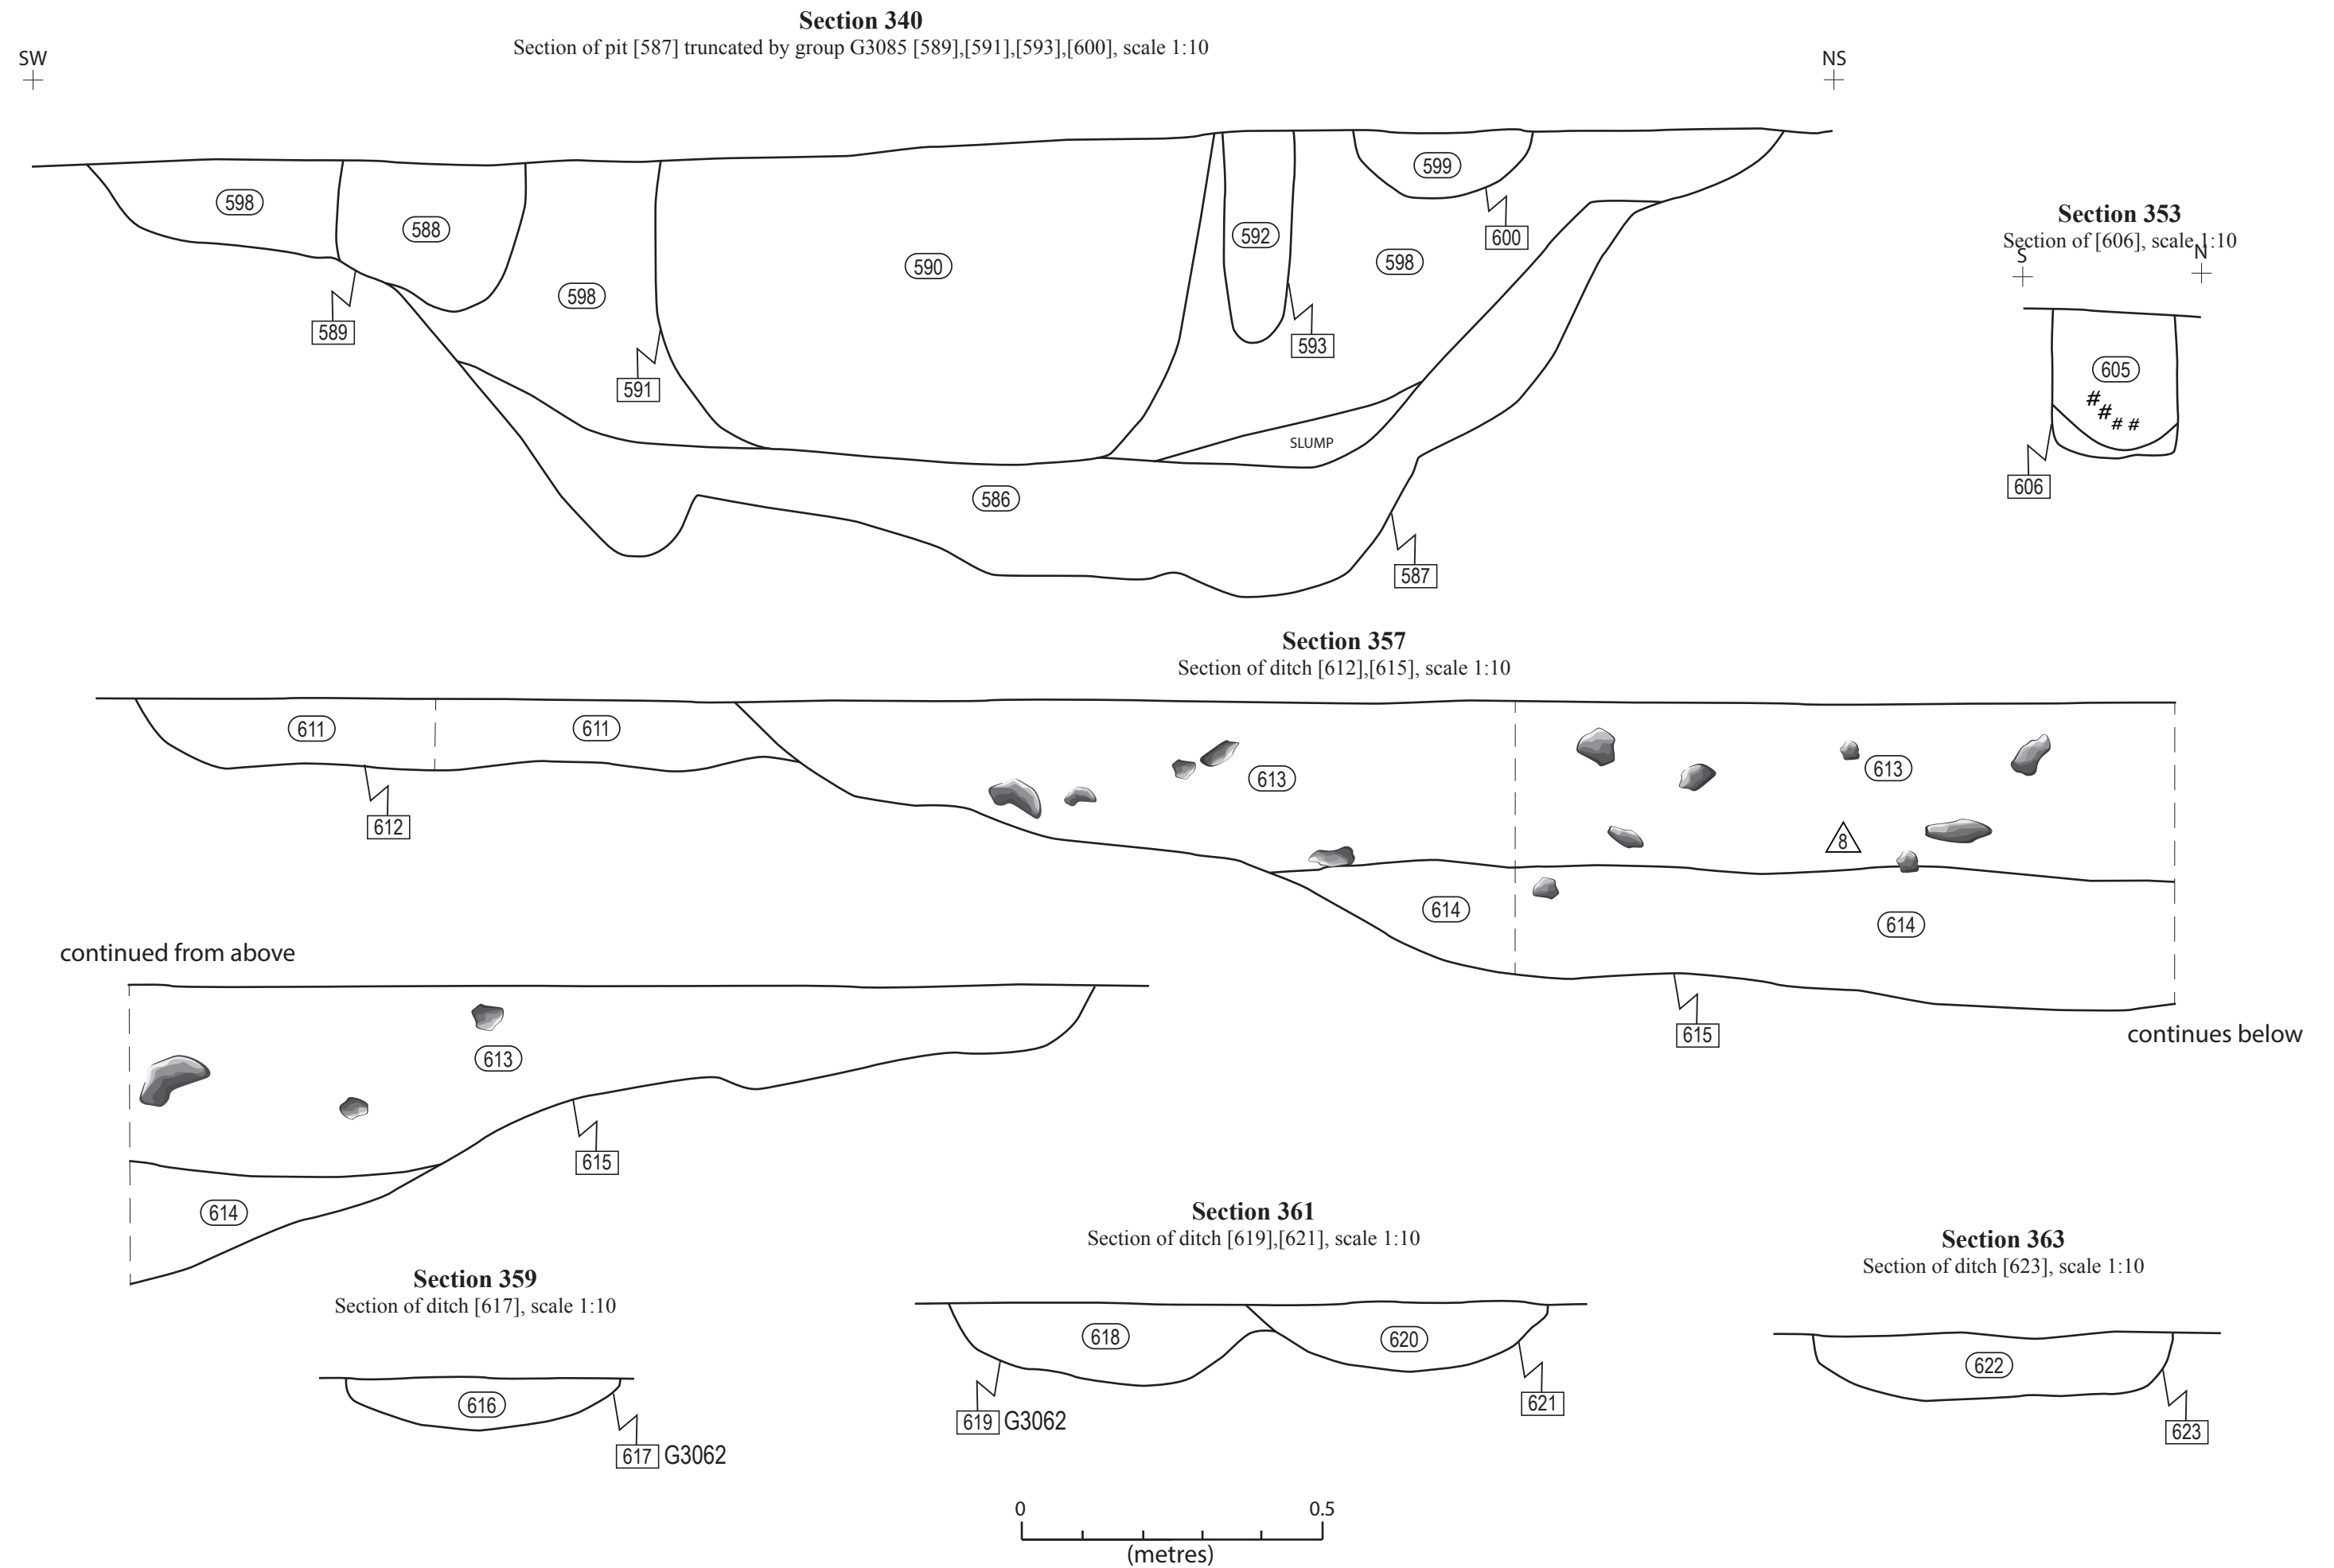 Section 340
Section of pit [587] truncated by group G3085 [589],[591],[593],[600], scale 1:10
SW
NS
598
588
598
590
592
599
598
600
589
591
593
SLUMP
586
587
Section 353
Section of [606], scale 1:10
S
N
605
# # # #
606
Section 357
Section of ditch [612],[615], scale 1:10
611
611
613
613
612
8
614
614
615
continues below
continued from above
613
615
614
Section 359
Section of ditch [617], scale 1:10
616
617 G3062
Section 361
Section of ditch [619],[621], scale 1:10
618
620
619 G3062
621
Section 363
Section of ditch [623], scale 1:10
622
623
0 0.5
(metres)